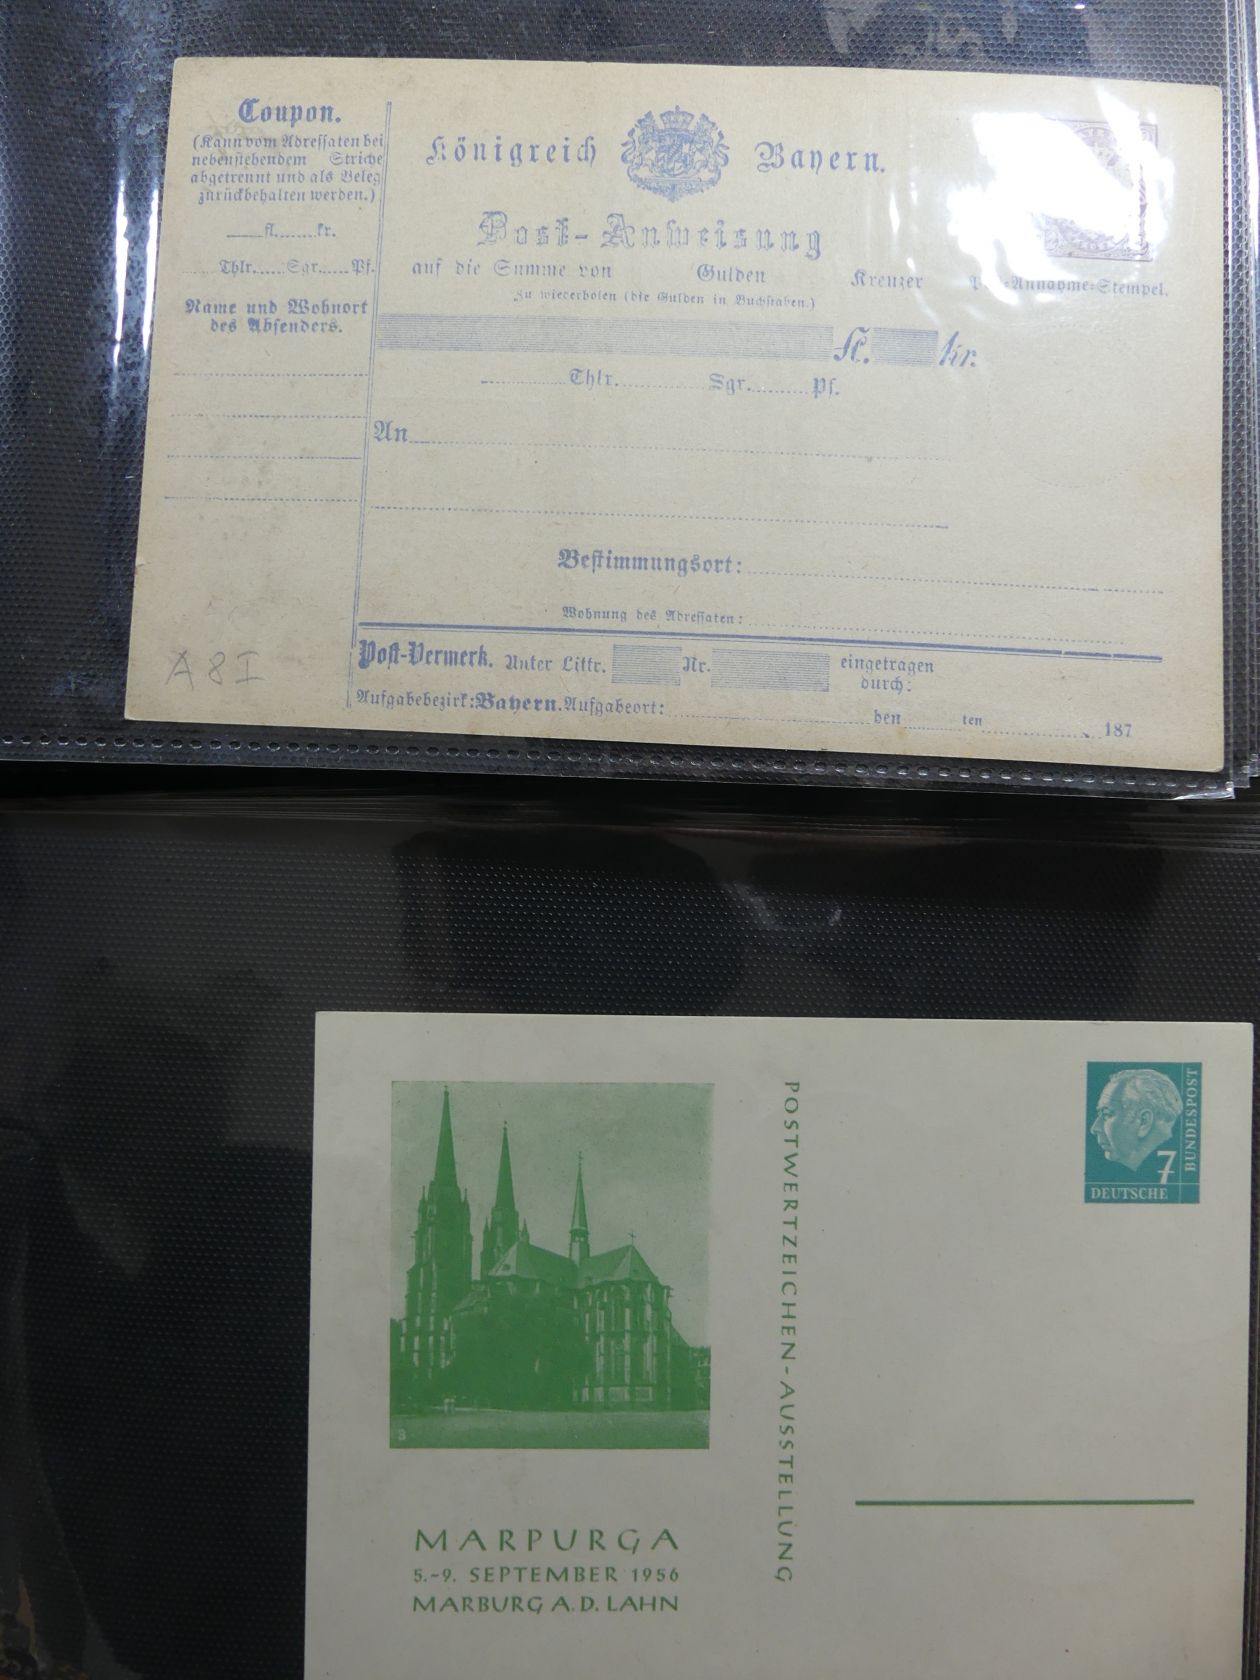 Coupon.
(Kann vom Adressaten bei
nebenstehendem Striche
abgetrennt und als Beleg
zurückbehalten werden.)
fl. kr.
Thlr. Sgr. Pf.
Name und Wohnort
des Absenders.
A 8 I
Königreich Bayern.
Post-Anweisung
auf die Summe von Gulden Kreuzer
Zu wiederholen (die Gulden in Buchstaben.)
-Annahme-Stempel.
fl. kr.
Thlr. Sgr. Pf.
An
Bestimmungsort:
Wohnung des Adressaten:
Post-Vermerk. Unter Littr. Nr. eingetragen
durch:
Aufgabebezirk: Bayern. Aufgabeort: den ten 187
3
MARPURGA
5.-9. SEPTEMBER 1956
MARBURG A.D. LAHN
POSTWERTZEICHEN-AUSSTELLUNG
7
DEUTSCHE
BUNDESPOST